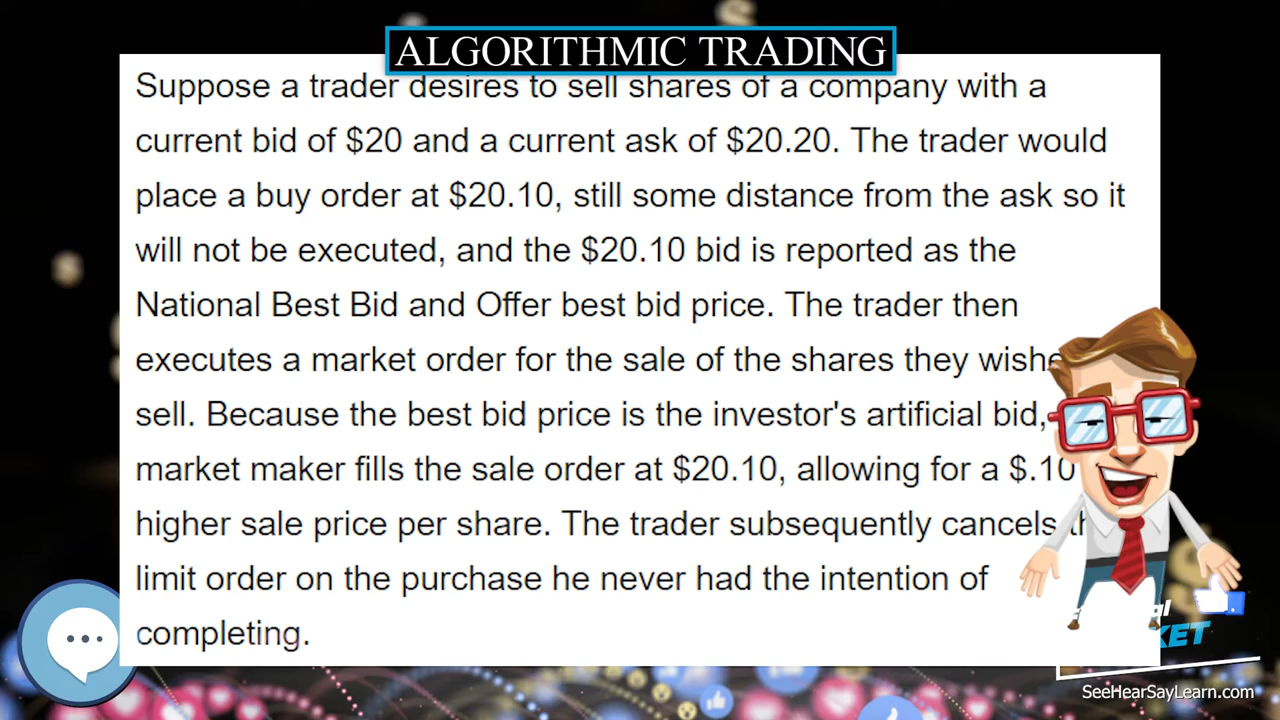 ALGORITHMIC TRADING
Suppose a trader desires to sell shares of a company with a
current bid of $20 and a current ask of $20.20. The trader would
place a buy order at $20.10, still some distance from the ask so it
will not be executed, and the $20.10 bid is reported as the
National Best Bid and Offer best bid price. The trader then
executes a market order for the sale of the shares they
sell. Because the best bid price is the investor's artificial bid,
market maker fills the sale order at $20.10, allowing for a $.10
higher sale price per share. The trader subsequently cancels
limit order on the purchase he never had the intention of
completing.
SeeHearSayLearn.com